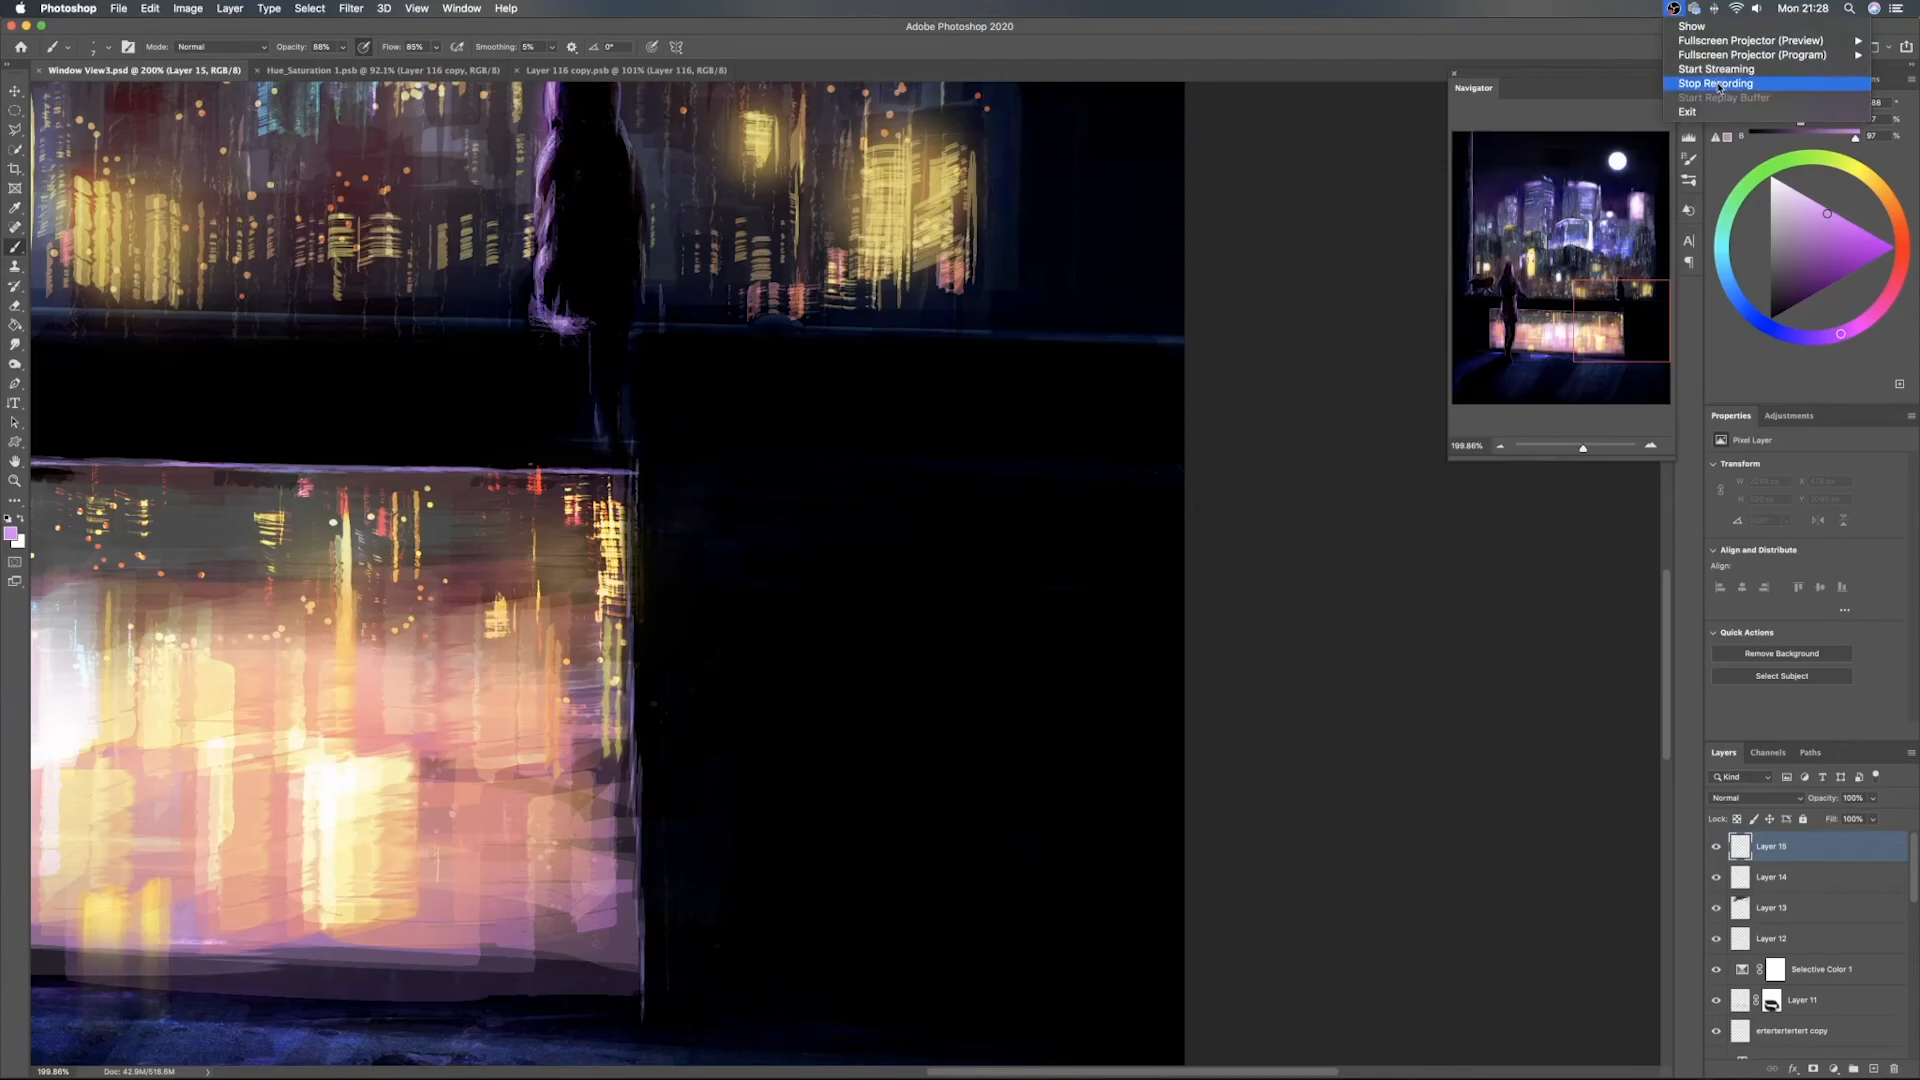 Photoshop File Edit Image Layer Type Select Filter 3D View Window Help Mon 21:28
Adobe Photoshop 2020
Show
Fullscreen Projector (Preview)
Fullscreen Projector (Program)
Start Streaming
Stop Recording
Start Replay Buffer
Exit
7 Mode: Normal Opacity: 88% Flow: 85% Smoothing: 5% 0°
Window View3.psd @ 200% (Layer 15, RGB/8) Hue_Saturation 1.psb @ 92.1% (Layer 116 copy, RGB/8) Layer 116 copy.psb @ 101% (Layer 116, RGB/8)
Navigator
199.86%
B 97 %
Properties Adjustments
Pixel Layer
Transform
W: X:
H: Y:
Align and Distribute
Align:
Quick Actions
Remove Background
Select Subject
Layers Channels Paths
Kind
Normal Opacity: 100%
Lock: Fill: 100%
Layer 15
Layer 14
Layer 13
Layer 12
Selective Color 1
Layer 11
ertertertertert copy
199.86% Doc: 42.9M/518.6M